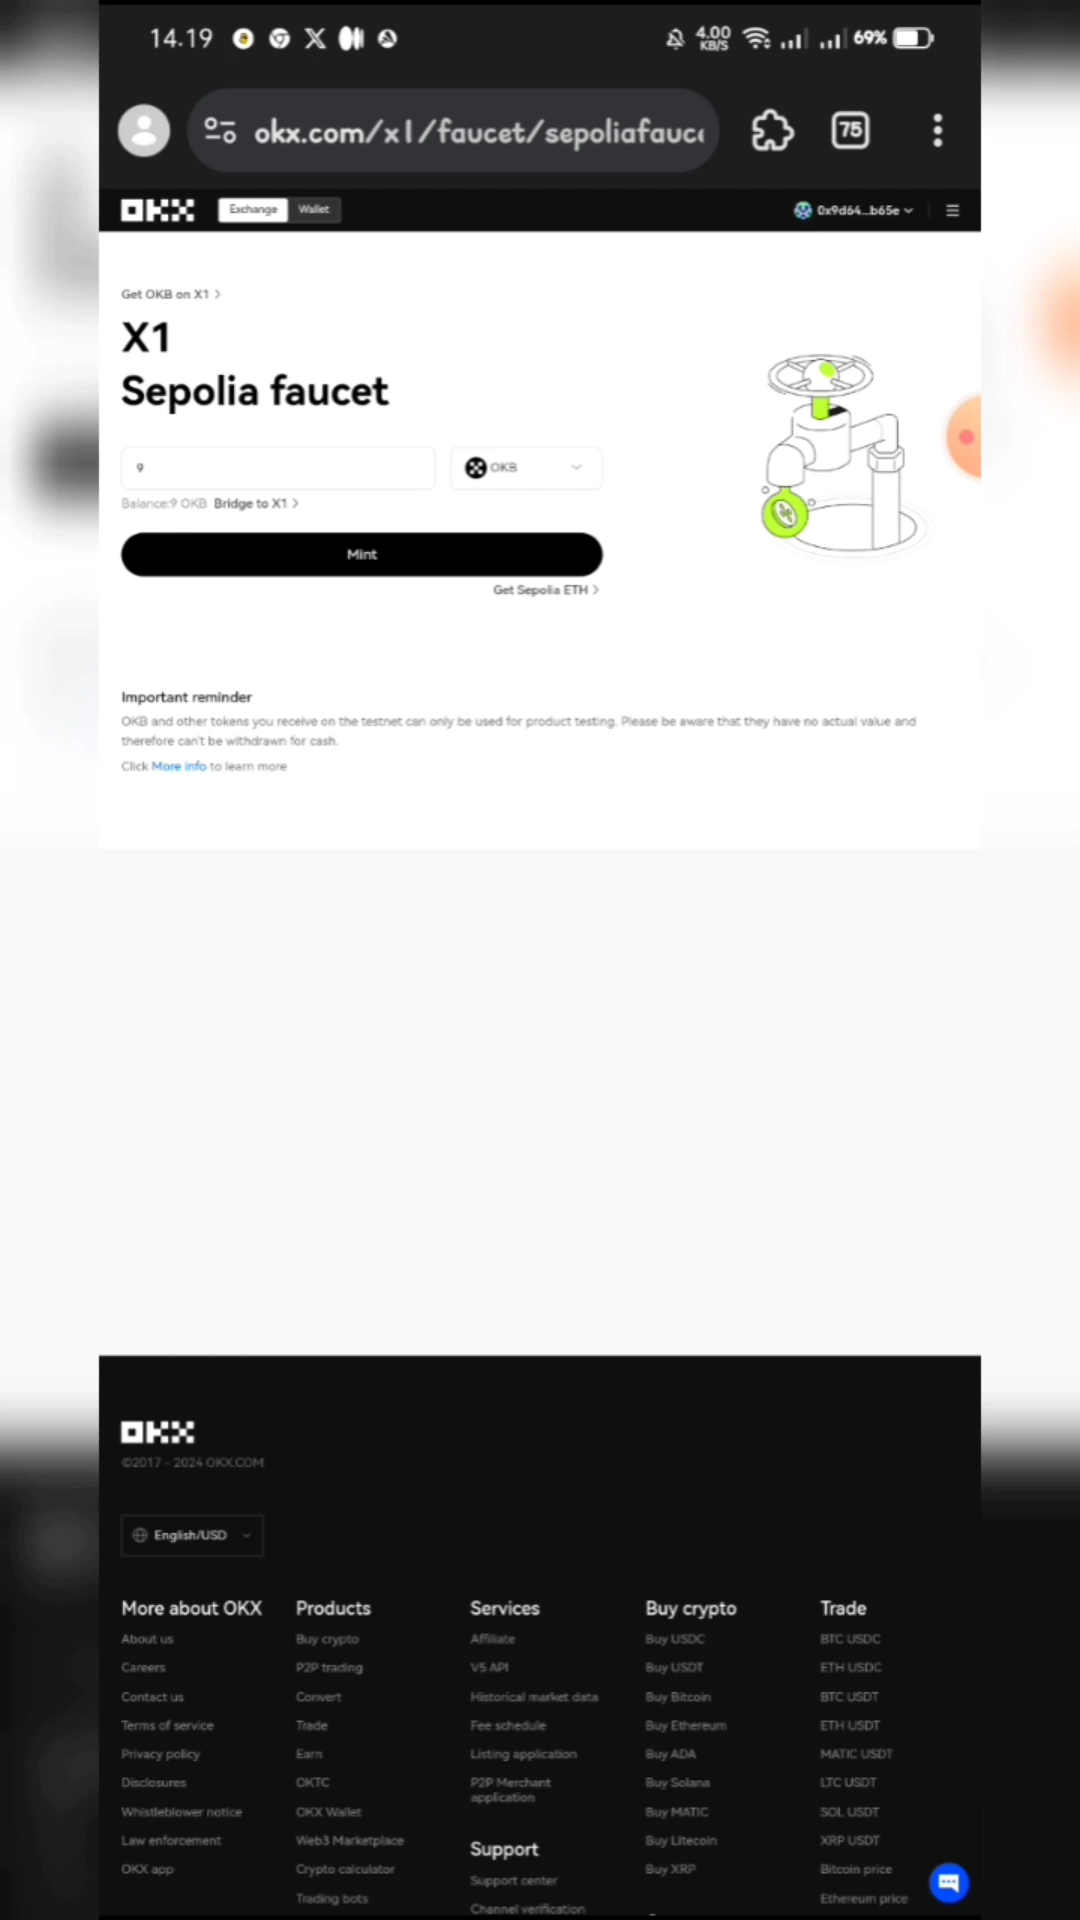 14.19 4.00 KB/S 69%
okx.com/x1/faucet/sepoliafauc
75
OKX Exchange Wallet 0x9d64...b65e
Get OKB on X1 >
X1
Sepolia faucet
9 OKB
Balance:9 OKB Bridge to X1 >
Mint
Get Sepolia ETH >
Important reminder
OKB and other tokens you receive on the testnet can only be used for product testing. Please be aware that they have no actual value and
therefore can't be withdrawn for cash.
Click More info to learn more
OKX
©2017 - 2024 OKX.COM
English/USD
More about OKX
About us
Careers
Contact us
Terms of service
Privacy policy
Disclosures
Whistleblower notice
Law enforcement
OKX app
Products
Buy crypto
P2P trading
Convert
Trade
Earn
OKTC
OKX Wallet
Web3 Marketplace
Crypto calculator
Trading bots
Services
Affiliate
V5 API
Historical market data
Fee schedule
Listing application
P2P Merchant
application
Support
Support center
Channel verification
Buy crypto
Buy USDC
Buy USDT
Buy Bitcoin
Buy Ethereum
Buy ADA
Buy Solana
Buy MATIC
Buy Litecoin
Buy XRP
Trade
BTC USDC
ETH USDC
BTC USDT
ETH USDT
MATIC USDT
LTC USDT
SOL USDT
XRP USDT
Bitcoin price
Ethereum price